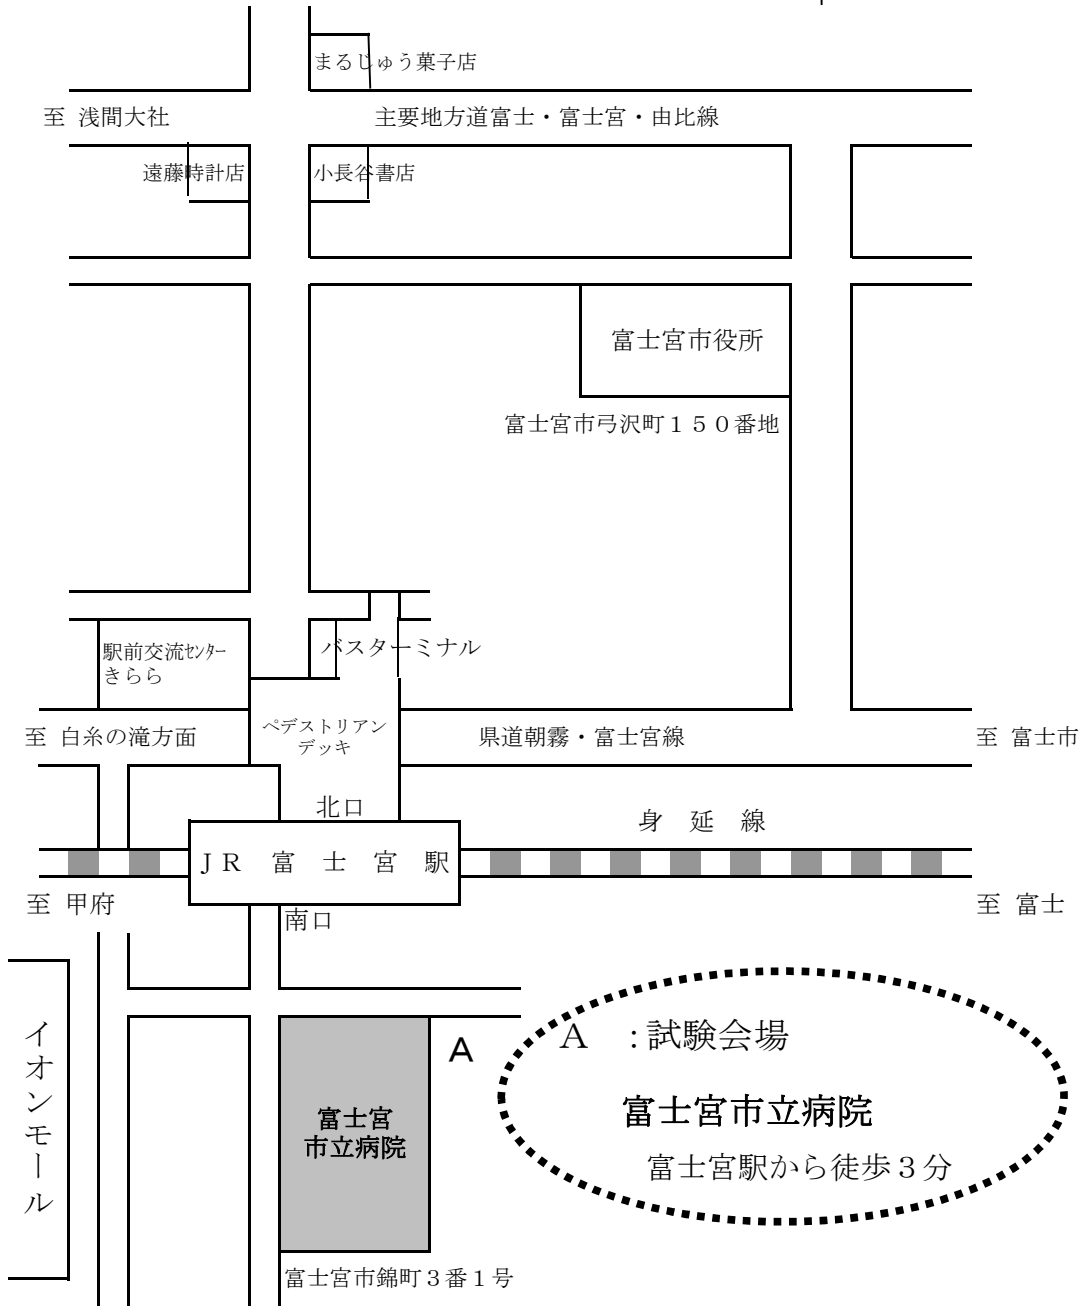 まるじゅう菓子店
至 浅間大社
主要地方道富士・富士宮・由比線
遠藤時計店
小長谷書店
富士宮市役所
富士宮市弓沢町１５０番地
駅前交流ｾﾝﾀｰ
きらら
バスターミナル
至 白糸の滝方面
ペデストリアン
デッキ
県道朝霧・富士宮線
至 富士市
北口
身 延 線
ＪＲ 富 士 宮 駅
至 甲府
至 富士
南口
イオンモール
A
富士宮
市立病院
Ａ ：試験会場
富士宮市立病院
富士宮駅から徒歩３分
富士宮市錦町３番１号